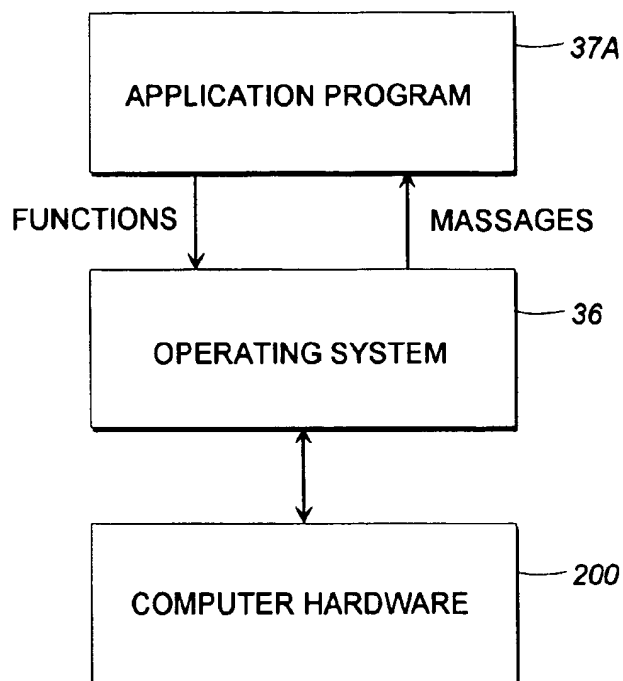 37A
APPLICATION PROGRAM
FUNCTIONS
MASSAGES
36
OPERATING SYSTEM
200
COMPUTER HARDWARE